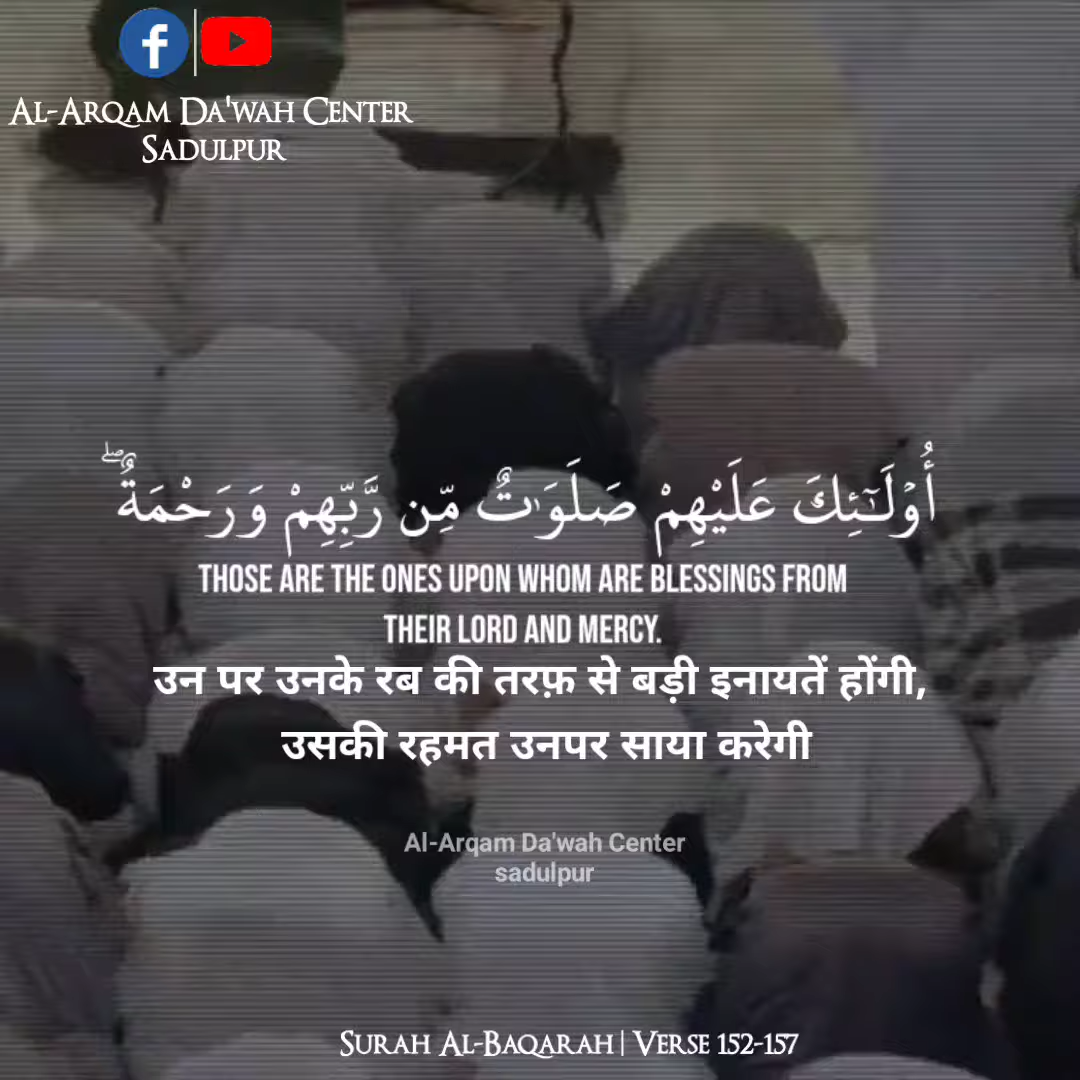 AL-ARQAM DA'WAH CENTER
SADULPUR
أُو۟لَـٰٓئِكَ عَلَيْهِمْ صَلَوَٰتٌ مِّن رَّبِّهِمْ وَرَحْمَةٌ ۖ
THOSE ARE THE ONES UPON WHOM ARE BLESSINGS FROM
THEIR LORD AND MERCY.
उन पर उनके रब की तरफ़ से बड़ी इनायतें होंगी,
उसकी रहमत उनपर साया करेगी
Al-Arqam Da'wah Center
sadulpur
SURAH AL-BAQARAH | VERSE 152-157